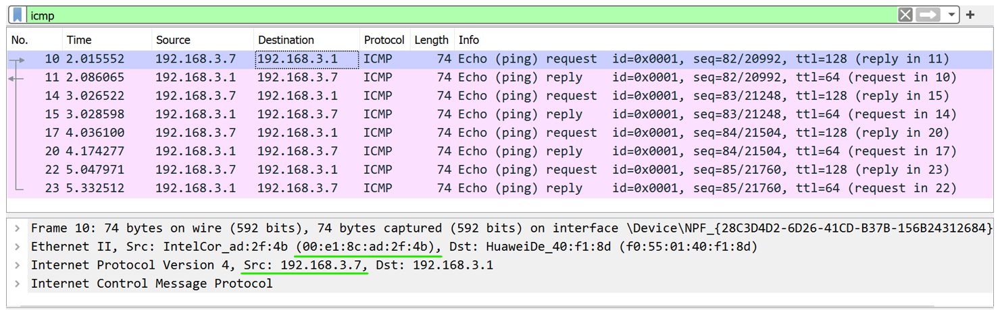 icmp
No. Time Source Destination Protocol Length Info
10 2.015552 192.168.3.7 192.168.3.1 ICMP 74 Echo (ping) request id=0x0001, seq=82/20992, ttl=128 (reply in 11)
11 2.086065 192.168.3.1 192.168.3.7 ICMP 74 Echo (ping) reply id=0x0001, seq=82/20992, ttl=64 (request in 10)
14 3.026522 192.168.3.7 192.168.3.1 ICMP 74 Echo (ping) request id=0x0001, seq=83/21248, ttl=128 (reply in 15)
15 3.028598 192.168.3.1 192.168.3.7 ICMP 74 Echo (ping) reply id=0x0001, seq=83/21248, ttl=64 (request in 14)
17 4.036100 192.168.3.7 192.168.3.1 ICMP 74 Echo (ping) request id=0x0001, seq=84/21504, ttl=128 (reply in 20)
20 4.174277 192.168.3.1 192.168.3.7 ICMP 74 Echo (ping) reply id=0x0001, seq=84/21504, ttl=64 (request in 17)
22 5.047971 192.168.3.7 192.168.3.1 ICMP 74 Echo (ping) request id=0x0001, seq=85/21760, ttl=128 (reply in 23)
23 5.332512 192.168.3.1 192.168.3.7 ICMP 74 Echo (ping) reply id=0x0001, seq=85/21760, ttl=64 (request in 22)
Frame 10: 74 bytes on wire (592 bits), 74 bytes captured (592 bits) on interface \Device\NPF_{28C3D4D2-6D26-41CD-B37B-156B24312684}
Ethernet II, Src: IntelCor_ad:2f:4b (00:e1:8c:ad:2f:4b), Dst: HuaweiDe_40:f1:8d (f0:55:01:40:f1:8d)
Internet Protocol Version 4, Src: 192.168.3.7, Dst: 192.168.3.1
Internet Control Message Protocol